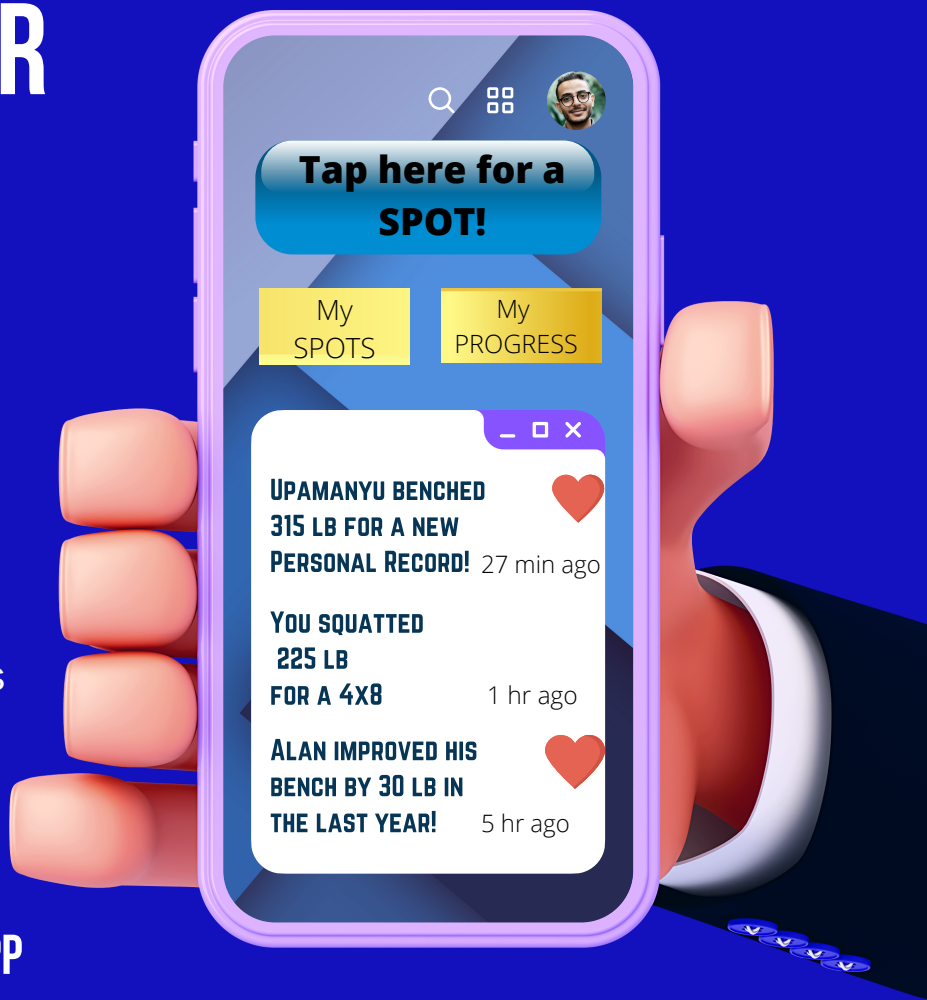 R
Tap here for a
SPOT!
My
SPOTS
My
PROGRESS
UPAMANYU BENCHED
315 LB FOR A NEW
PERSONAL RECORD!
27 min ago
YOU SQUATTED
225 LB
FOR A 4X8
1 hr ago
ALAN IMPROVED HIS
BENCH BY 30 LB IN
THE LAST YEAR!
5 hr ago
S
PP